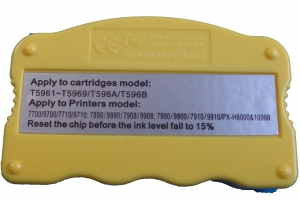 Apply to cartridges model:
T5961~T5969/T596A/T596B
Apply to Printers model:
7700/9700/7710/9710; 7890/9890/7908/9908; 7900/9900/7910/9910/PX-H8000&10000
Reset the chip before the ink level fall to 15%